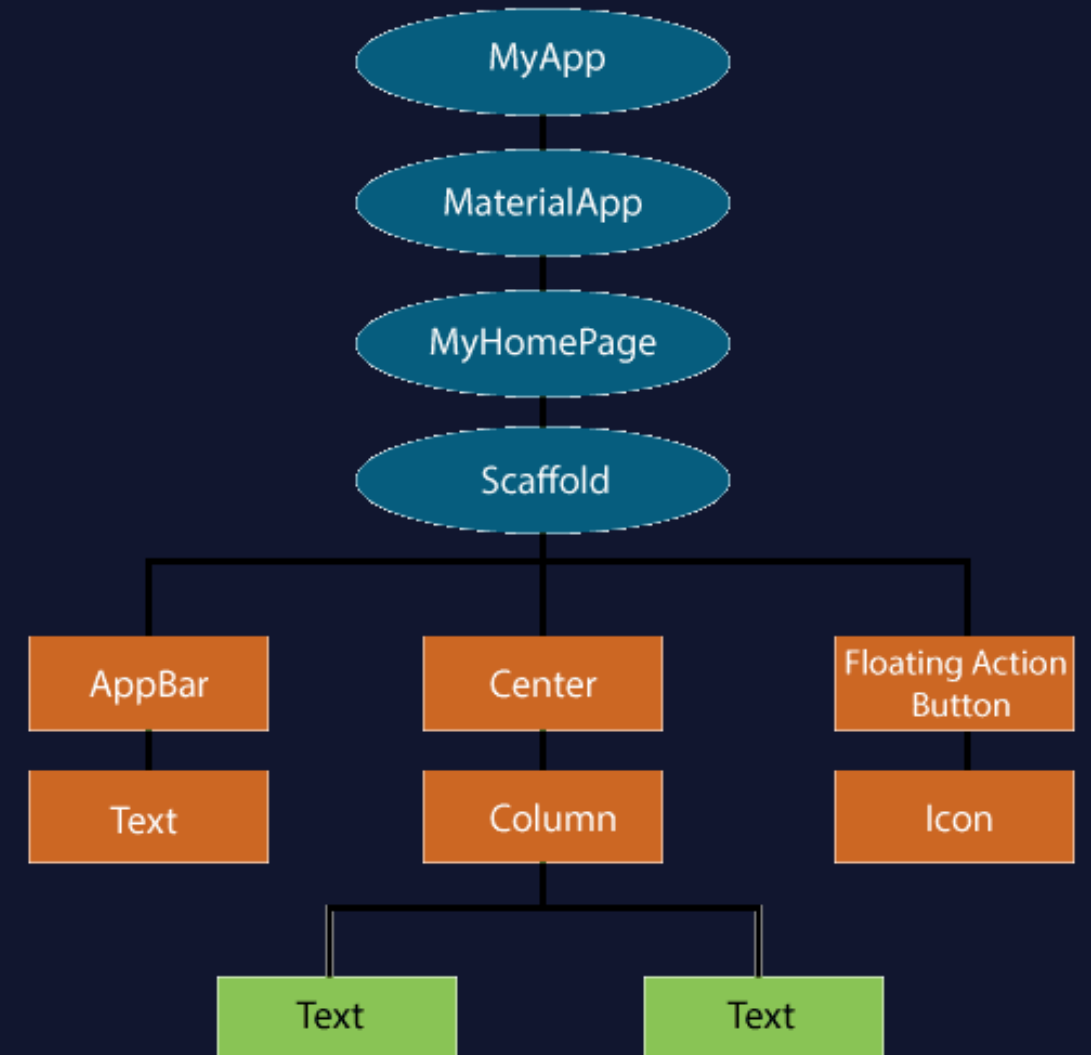 MyApp
MaterialApp
MyHomePage
Scaffold
AppBar
Center
Floating Action
Button
Text
Column
Icon
Text
Text